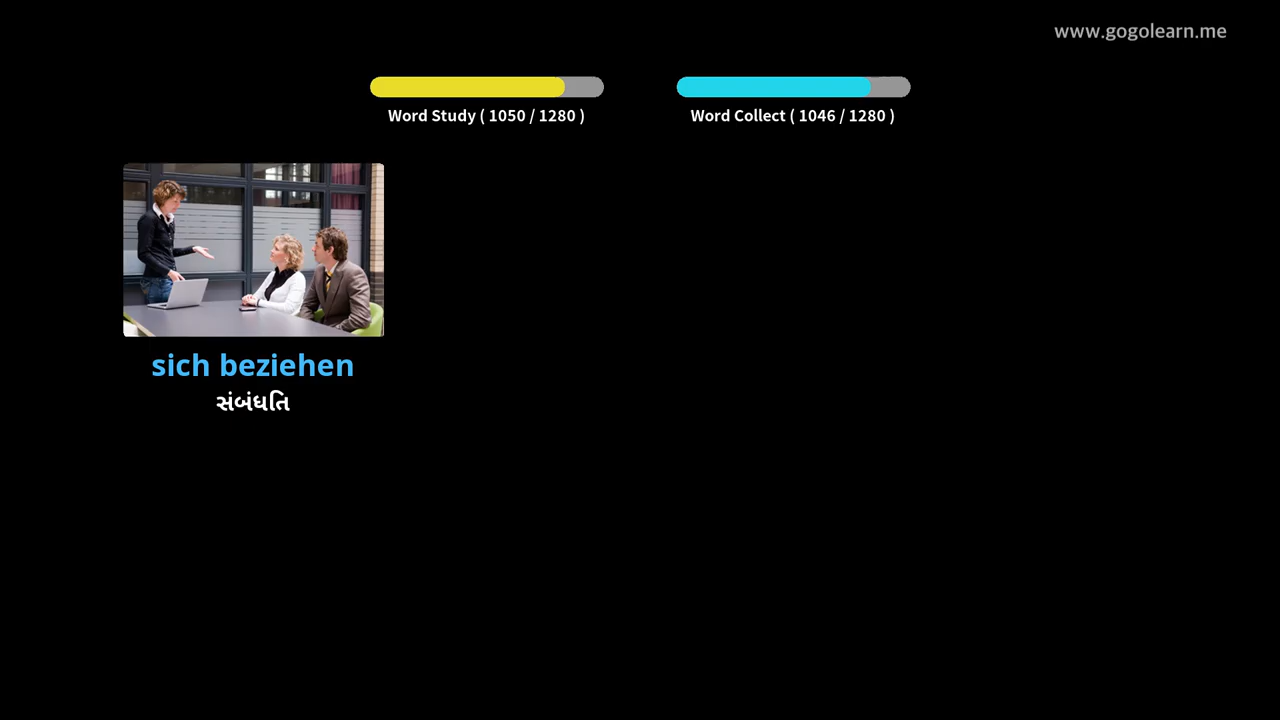 www.gogolearn.me
Word Study ( 1050 / 1280 )
Word Collect ( 1046 / 1280 )
sich beziehen
સંબંધતિ